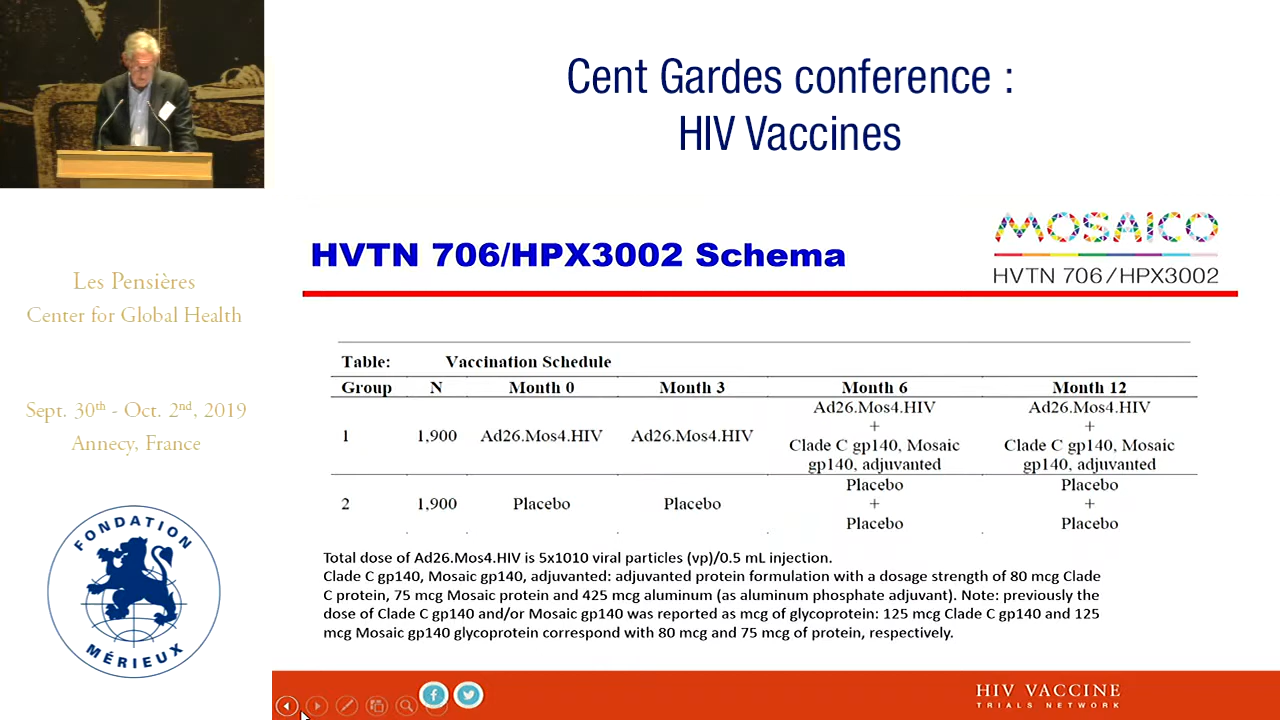 Cent Gardes conference :
HIV Vaccines
Les Pensières
Center for Global Health
Sept. 30th - Oct. 2nd, 2019
Annecy, France
FONDATION
MÉRIEUX
HVTN 706/HPX3002 Schema
MOSAICO
HVTN 706/HPX3002
Table: Vaccination Schedule
Group N Month 0 Month 3 Month 6 Month 12
1 1,900 Ad26.Mos4.HIV Ad26.Mos4.HIV Ad26.Mos4.HIV + Clade C gp140, Mosaic gp140, adjuvanted Ad26.Mos4.HIV + Clade C gp140, Mosaic gp140, adjuvanted
2 1,900 Placebo Placebo Placebo + Placebo Placebo + Placebo
Total dose of Ad26.Mos4.HIV is 5x1010 viral particles (vp)/0.5 mL injection.
Clade C gp140, Mosaic gp140, adjuvanted: adjuvanted protein formulation with a dosage strength of 80 mcg Clade
C protein, 75 mcg Mosaic protein and 425 mcg aluminum (as aluminum phosphate adjuvant). Note: previously the
dose of Clade C gp140 and/or Mosaic gp140 was reported as mcg of glycoprotein: 125 mcg Clade C gp140 and 125
mcg Mosaic gp140 glycoprotein correspond with 80 mcg and 75 mcg of protein, respectively.
HIV VACCINE
TRIALS NETWORK